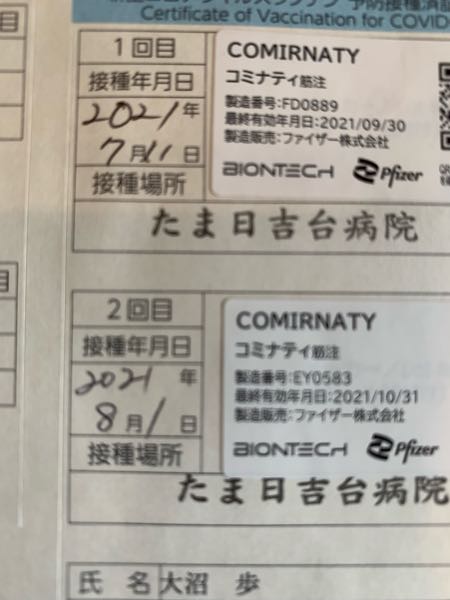 Certificate of Vaccination for COVID
1回目
接種年月日
2021年
7月11日
接種場所
COMIRNATY
コミナティ筋注
製造番号:FD0889
最終有効年月日:2021/09/30
製造販売:ファイザー株式会社
BIONTECH Pfizer
たま日吉台病院
2回目
接種年月日
2021年
8月1日
接種場所
COMIRNATY
コミナティ筋注
製造番号:EY0583
最終有効年月日:2021/10/31
製造販売:ファイザー株式会社
BIONTECH Pfizer
たま日吉台病院
氏名 大沼 歩